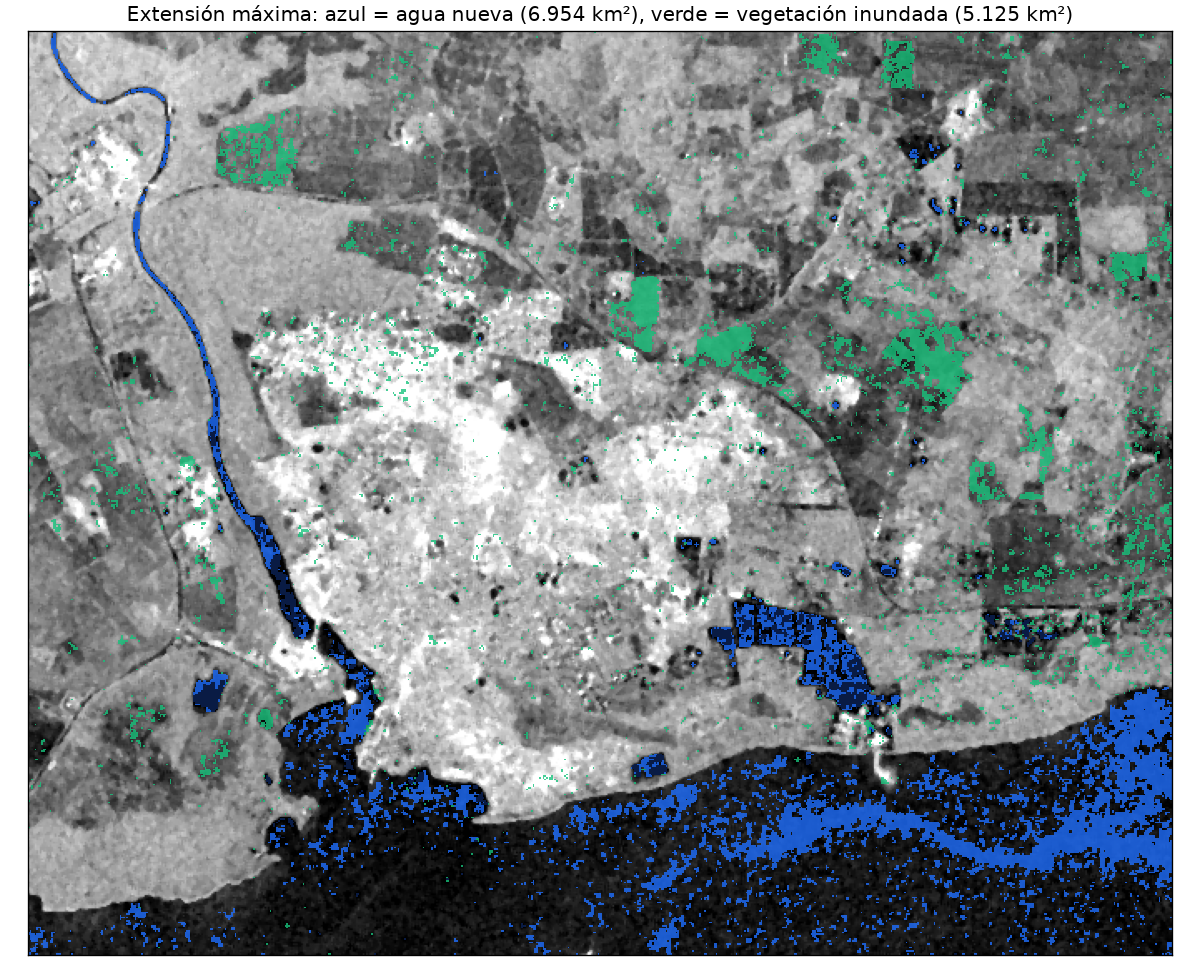 Extensión máxima: azul = agua nueva (6.954 km²), verde = vegetación inundada (5.125 km²)